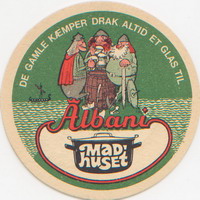 DE GAMLE KÆMPER DRAK ALTID ET GLAS TIL
Albani
MAD
HUSET